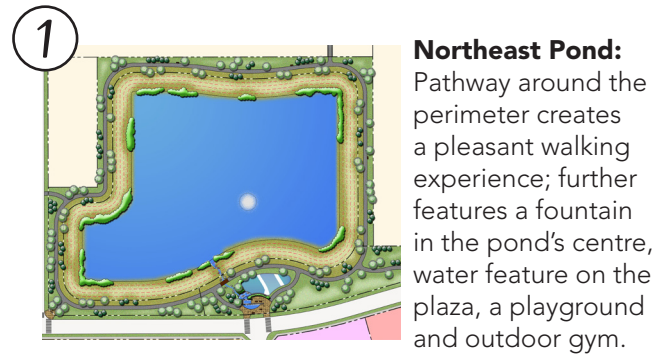 1
Northeast Pond:
Pathway around the
perimeter creates
a pleasant walking
experience; further
features a fountain
in the pond's centre,
water feature on the
plaza, a playground
and outdoor gym.